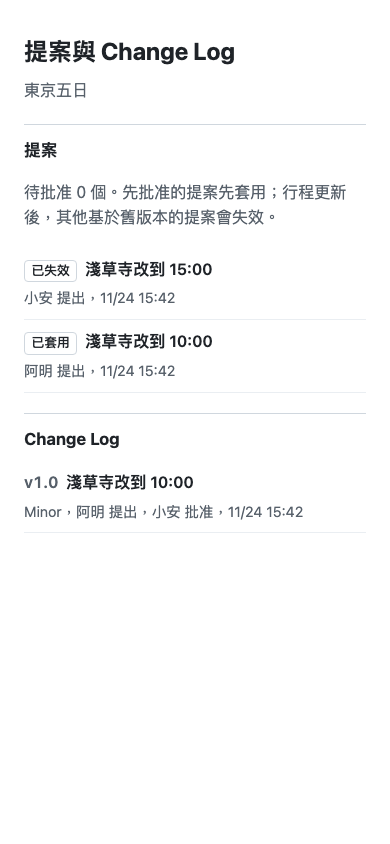 提案與 Change Log
東京五日
提案
待批准 0 個。先批准的提案先套用；行程更新
後，其他基於舊版本的提案會失效。
已失效 淺草寺改到 15:00
小安 提出，11/24 15:42
已套用 淺草寺改到 10:00
阿明 提出，11/24 15:42
Change Log
v1.0 淺草寺改到 10:00
Minor，阿明 提出，小安 批准，11/24 15:42